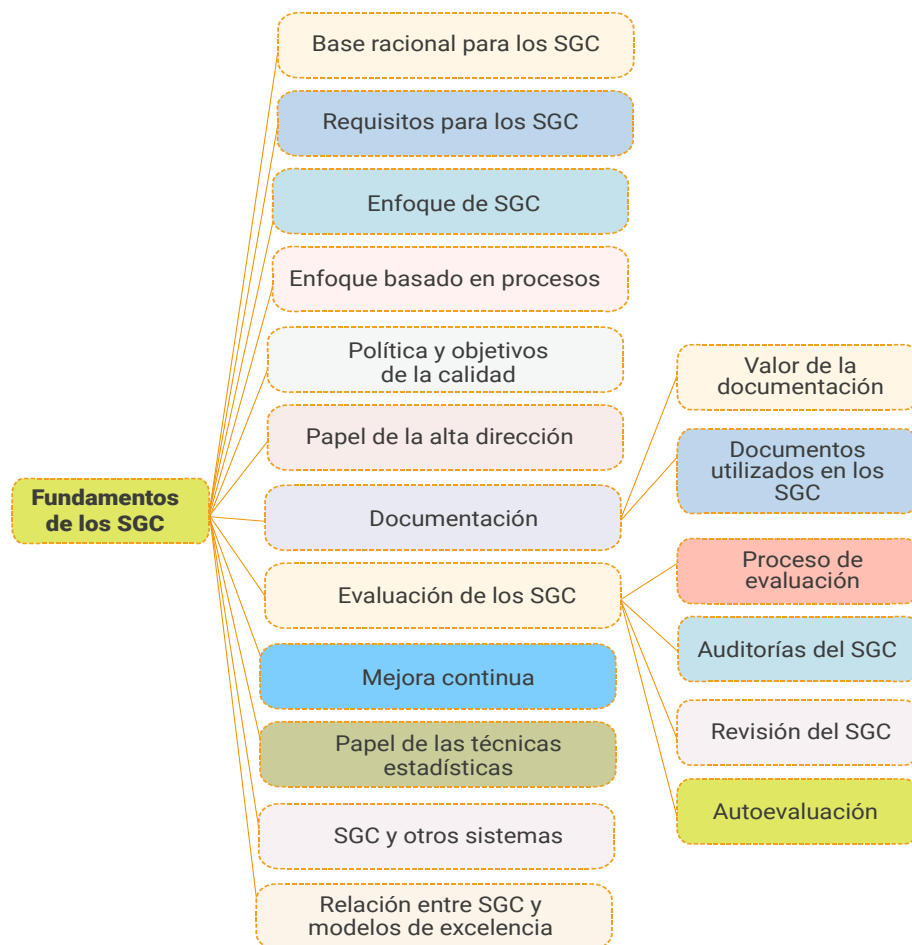 Base racional para los SGC
Requisitos para los SGC
Enfoque de SGC
Enfoque basado en procesos
Política y objetivos
de la calidad
Papel de la alta dirección
Fundamentos
de los SGC
Documentación
Evaluación de los SGC
Mejora continua
Papel de las técnicas
estadísticas
SGC y otros sistemas
Relación entre SGC y
modelos de excelencia
Valor de la
documentación
Documentos
utilizados en los
SGC
Proceso de
evaluación
Auditorías del SGC
Revisión del SGC
Autoevaluación